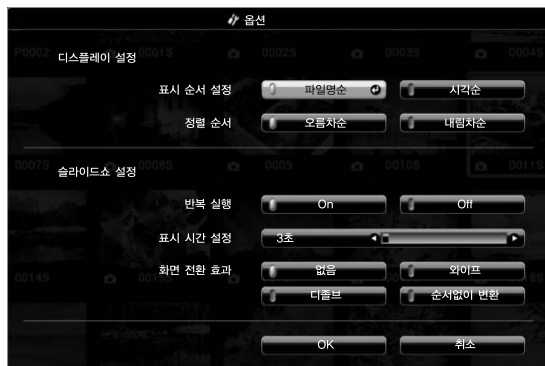 옵션
P0002 0001S 0002S 0003S 0004S
디스플레이 설정
표시 순서 설정 파일명순 시각순
정렬 순서 오름차순 내림차순
0007S 0008S 0009S 0010S 0011S
슬라이드쇼 설정
반복 실행 On Off
표시 시간 설정 3초
화면 전환 효과 없음 와이프
0014S
디졸브 순서없이 변환
OK 취소